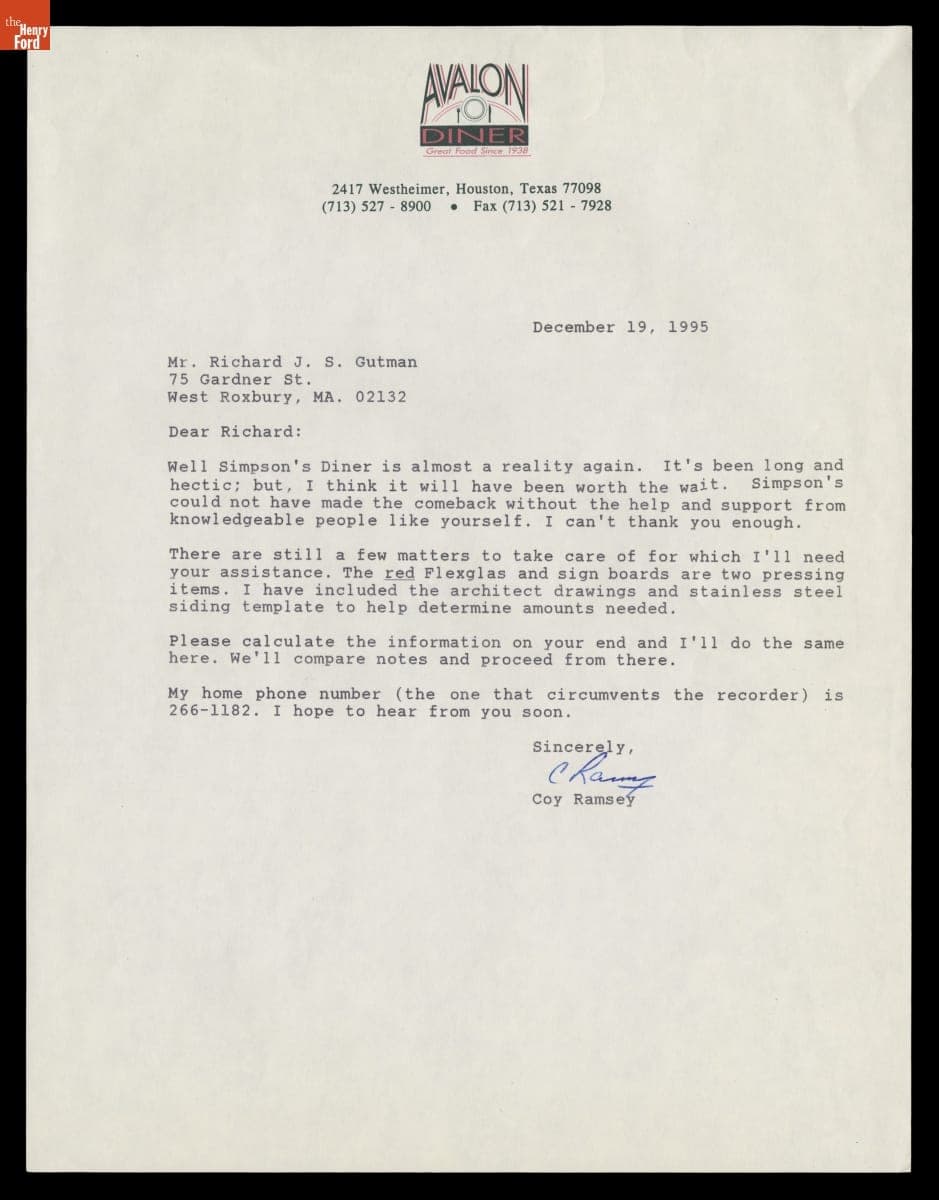 the
Henry
Ford
AVALON
DINER
Great Food Since 1938
2417 Westheimer, Houston, Texas 77098
(713) 527 - 8900 • Fax (713) 521 - 7928
December 19, 1995
Mr. Richard J. S. Gutman
75 Gardner St.
West Roxbury, MA. 02132
Dear Richard:
Well Simpson's Diner is almost a reality again. It's been long and
hectic; but, I think it will have been worth the wait. Simpson's
could not have made the comeback without the help and support from
knowledgeable people like yourself. I can't thank you enough.
There are still a few matters to take care of for which I'll need
your assistance. The red Flexglas and sign boards are two pressing
items. I have included the architect drawings and stainless steel
siding template to help determine amounts needed.
Please calculate the information on your end and I'll do the same
here. We'll compare notes and proceed from there.
My home phone number (the one that circumvents the recorder) is
266-1182. I hope to hear from you soon.
Sincerely,
C Ramsey
Coy Ramsey